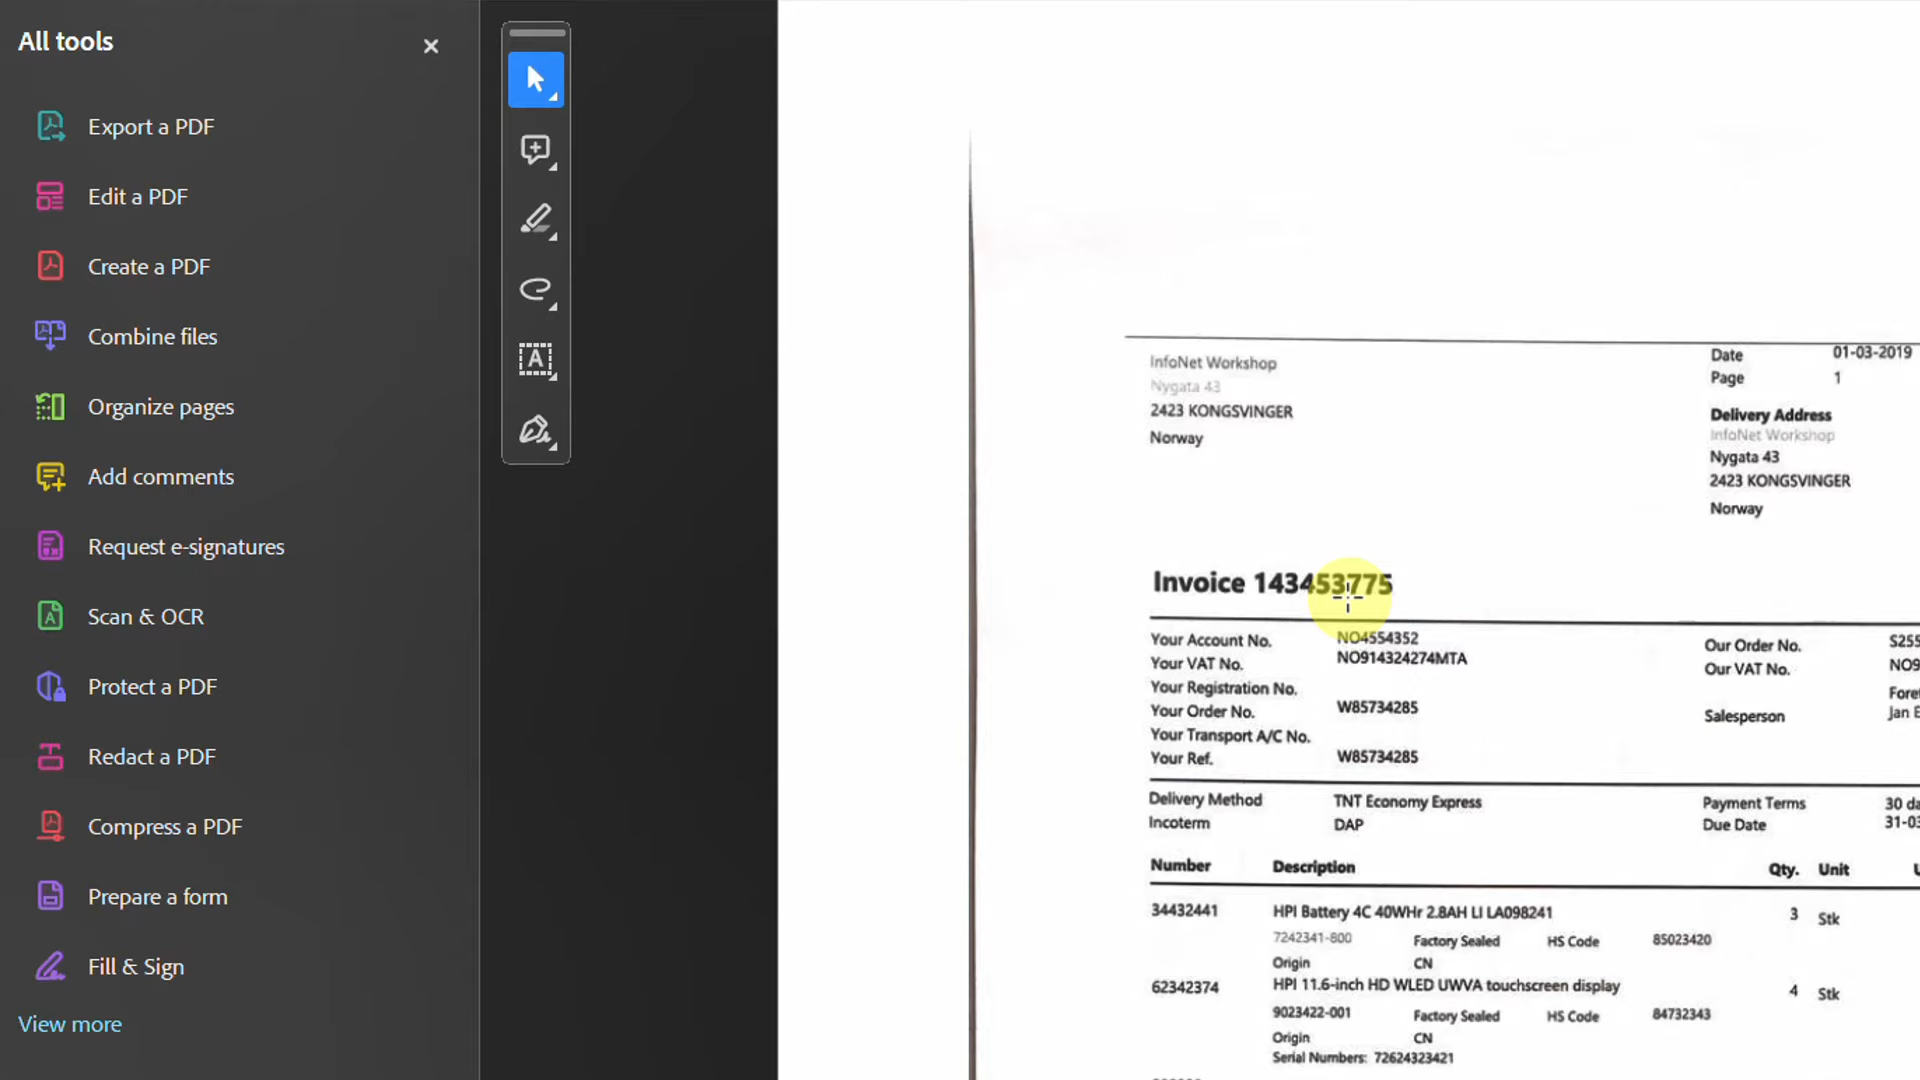 All tools
Export a PDF
Edit a PDF
Create a PDF
Combine files
Organize pages
Add comments
Request e-signatures
Scan & OCR
Protect a PDF
Redact a PDF
Compress a PDF
Prepare a form
Fill & Sign
View more
InfoNet Workshop
Nygata 43
2423 KONGSVINGER
Norway
Date 01-03-2019
Page 1
Delivery Address
InfoNet Workshop
Nygata 43
2423 KONGSVINGER
Norway
Invoice 143453775
Your Account No. NO4554352
Your VAT No. NO914324274MTA
Your Registration No.
Your Order No. W85734285
Your Transport A/C No.
Your Ref. W85734285
Our Order No. S255
Our VAT No. NO9
Salesperson Jan E
Delivery Method TNT Economy Express
Incoterm DAP
Payment Terms 30 da
Due Date 31-03
Number Description Qty. Unit
34432441 HPI Battery 4C 40WHr 2.8AH LI LA098241 3 Stk
7242341-800 Factory Sealed HS Code 85023420
Origin CN
62342374 HPI 11.6-inch HD WLED UWVA touchscreen display 4 Stk
9023422-001 Factory Sealed HS Code 84732343
Origin CN
Serial Numbers: 72624323421